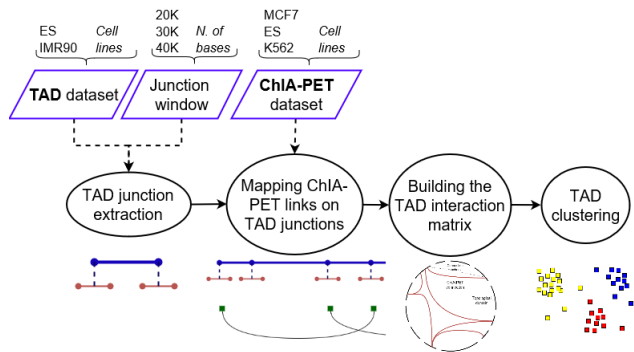 ES
IMR90
Cell
lines
20K
30K
40K
N. of
bases
MCF7
ES
K562
Cell
lines
TAD dataset
Junction
window
ChIA-PET
dataset
TAD junction
extraction
Mapping ChIA-
PET links on
TAD junctions
Building the
TAD interaction
matrix
TAD
clustering
domain